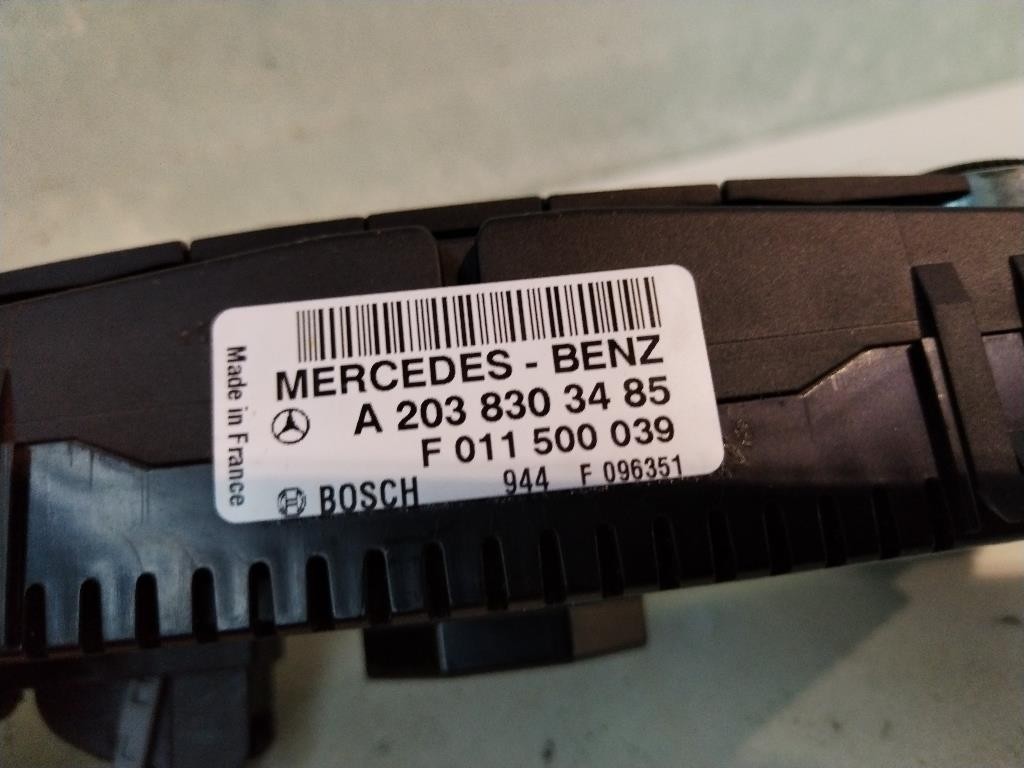 Made in France
MERCEDES - BENZ
A 203 830 34 85
F 011 500 039
BOSCH 944 F 096351